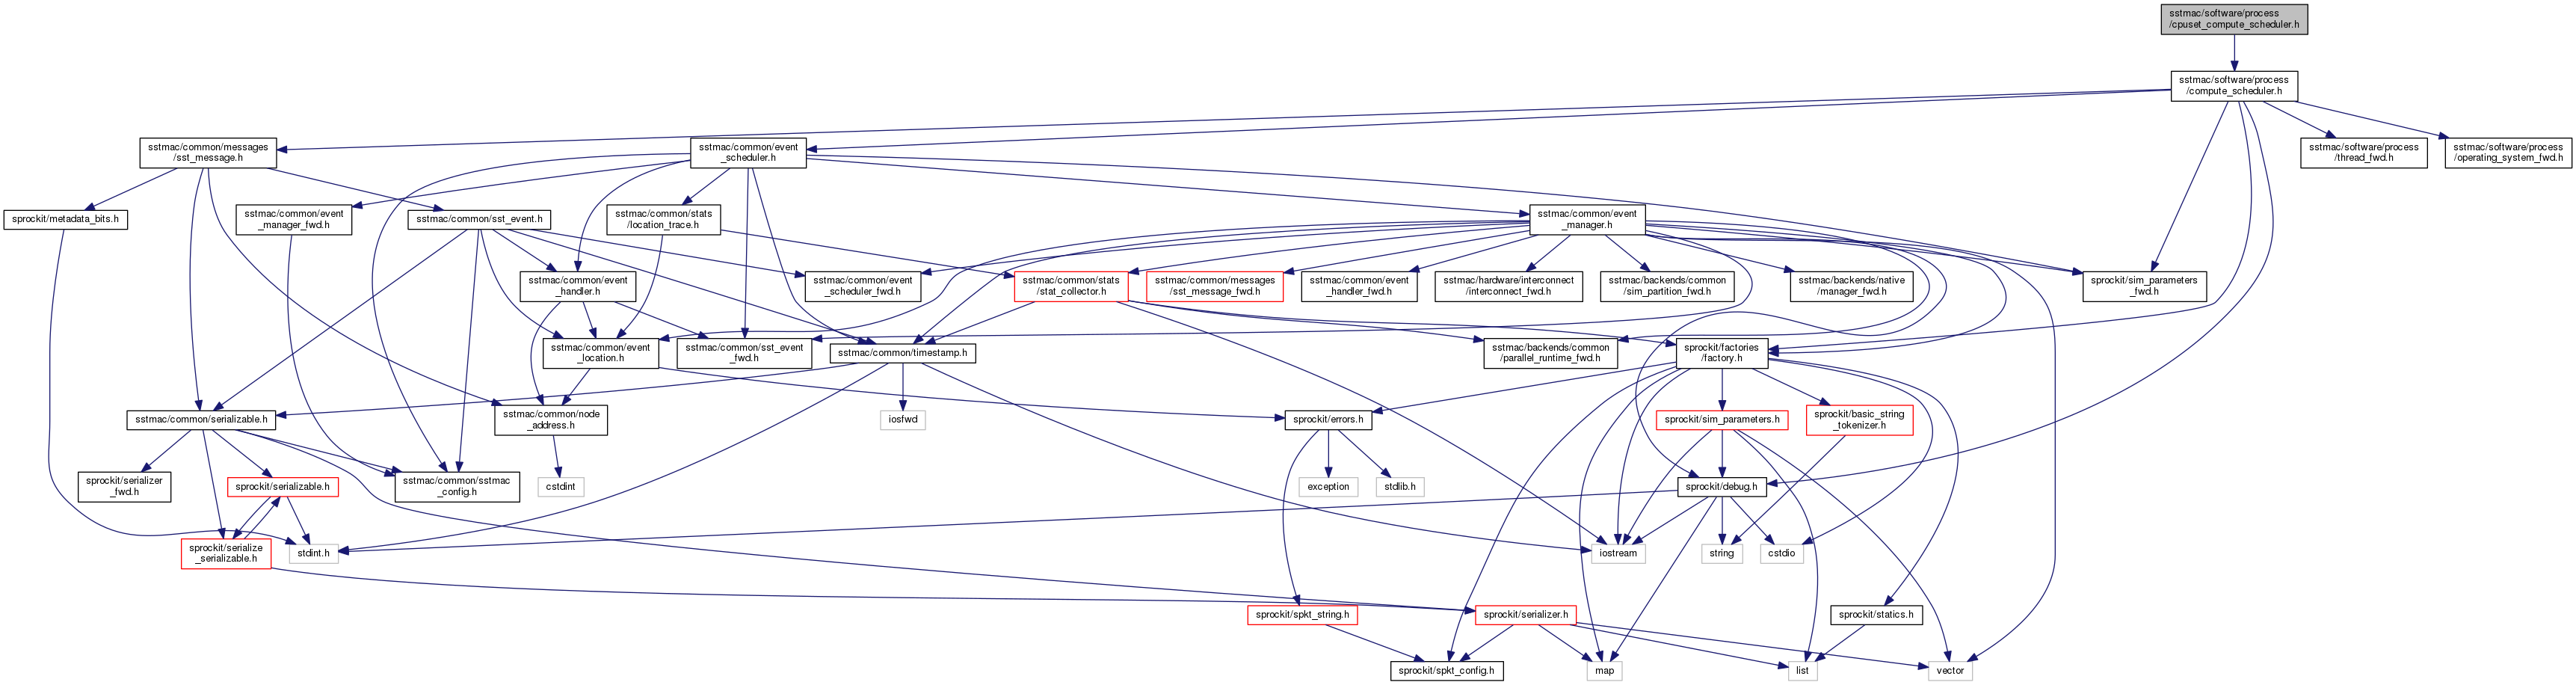 sstmac/software/process
/cpuset_compute_scheduler.h
sstmac/software/process
/compute_scheduler.h
sstmac/common/messages
/sst_message.h
sstmac/common/event
_scheduler.h
sstmac/software/process
/thread_fwd.h
sstmac/software/process
/operating_system_fwd.h
sprockit/metadata_bits.h
sstmac/common/event
_manager_fwd.h
sstmac/common/sst_event.h
sstmac/common/stats
/location_trace.h
sstmac/common/event
_manager.h
sstmac/common/event
_handler.h
sstmac/common/event
_scheduler_fwd.h
sstmac/common/stats
/stat_collector.h
sstmac/common/messages
/sst_message_fwd.h
sstmac/common/event
_handler_fwd.h
sstmac/hardware/interconnect
/interconnect_fwd.h
sstmac/backends/common
/sim_partition_fwd.h
sstmac/backends/native
/manager_fwd.h
sprockit/sim_parameters
_fwd.h
sstmac/common/event
_location.h
sstmac/common/sst_event
_fwd.h
sstmac/common/timestamp.h
sstmac/backends/common
/parallel_runtime_fwd.h
sprockit/factories
/factory.h
sstmac/common/serializable.h
sstmac/common/node
_address.h
iosfwd
sprockit/errors.h
sprockit/sim_parameters.h
sprockit/basic_string
_tokenizer.h
sprockit/serializer
_fwd.h
sprockit/serializable.h
sstmac/common/sstmac
_config.h
cstdint
exception
stdlib.h
sprockit/debug.h
sprockit/serialize
_serializable.h
stdint.h
iostream
string
cstdio
sprockit/spkt_string.h
sprockit/serializer.h
sprockit/statics.h
sprockit/spkt_config.h
map
list
vector